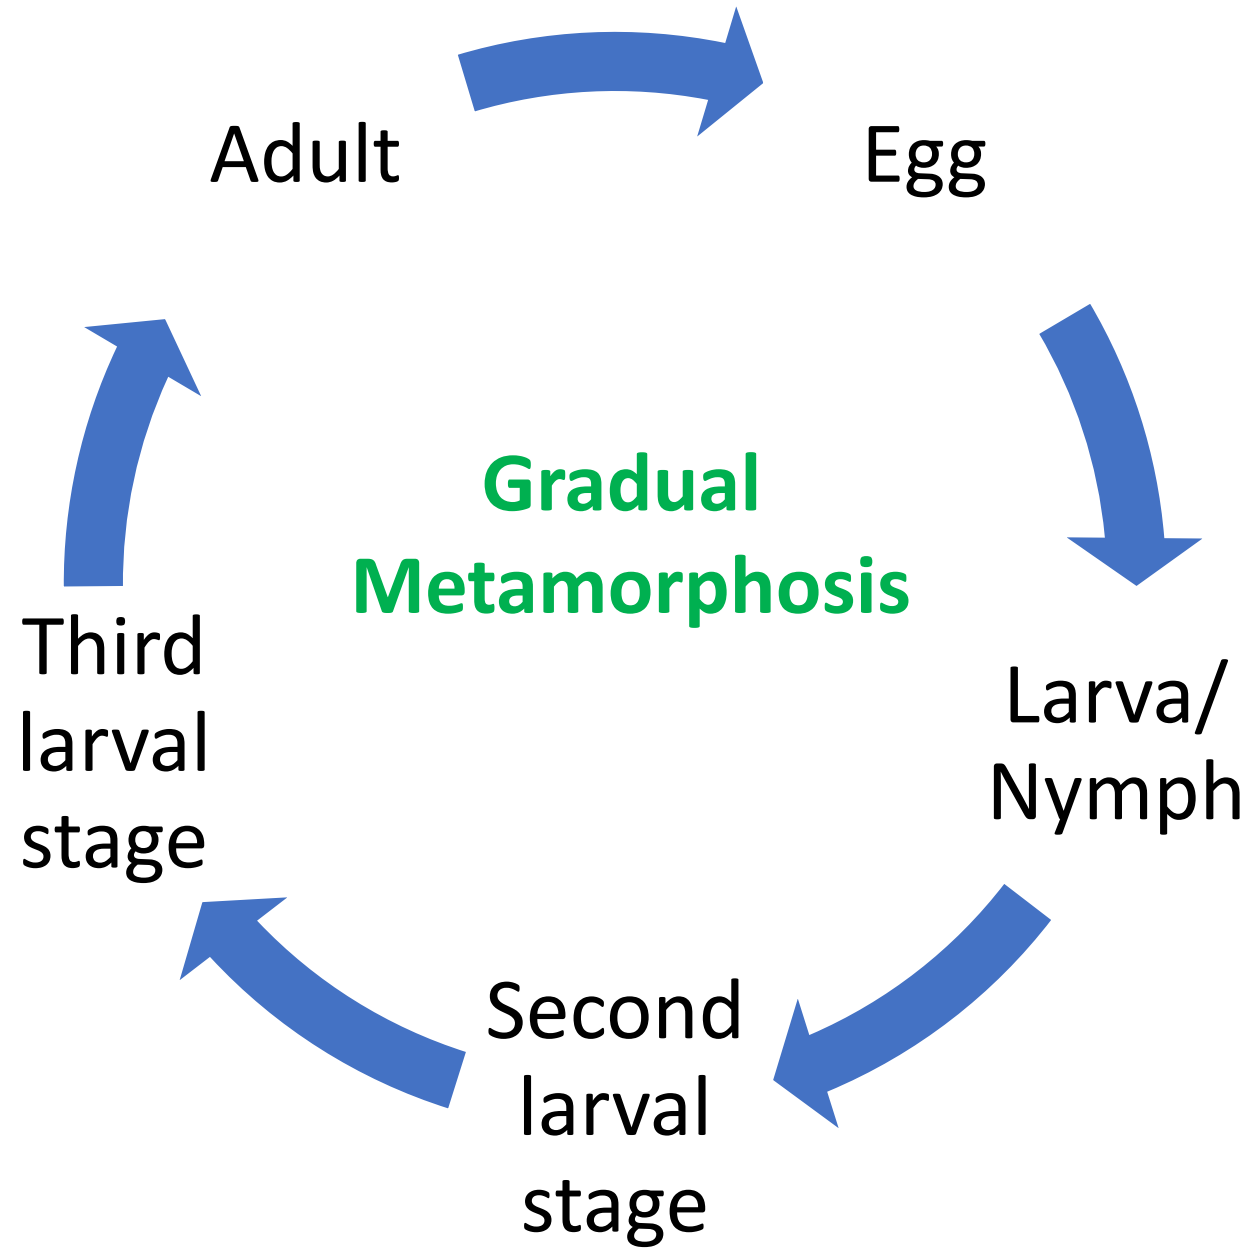 Adult
Egg
Gradual
Metamorphosis
Larva/
Nymph
Second
larval
stage
Third
larval
stage